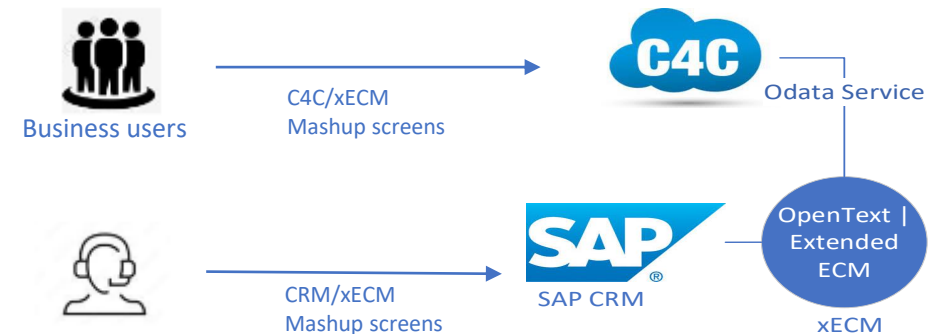 C4C
Odata Service
Business users
C4C/xECM
Mashup screens
OpenText |
Extended
ECM
SAP
®
SAP CRM
CRM/xECM
Mashup screens
xECM